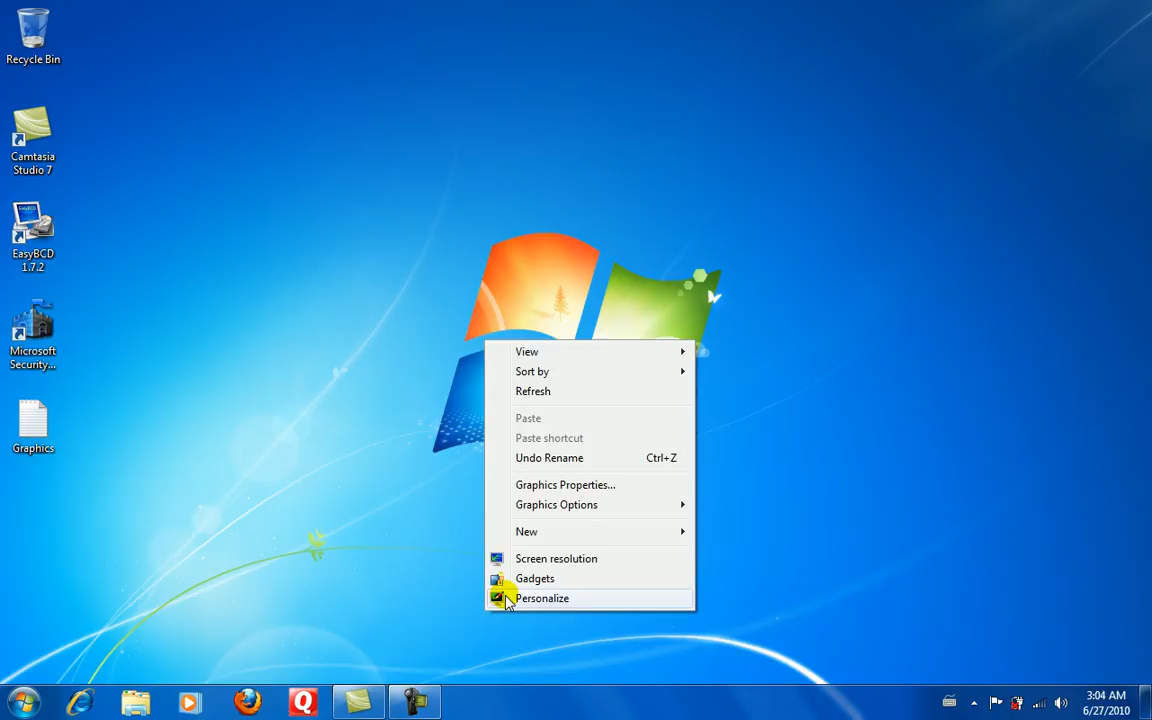 Recycle Bin
Camtasia
Studio 7
EasyBCD
1.7.2
Microsoft
Security...
Graphics
View
Sort by
Refresh
Paste
Paste shortcut
Undo Rename Ctrl+Z
Graphics Properties...
Graphics Options
New
Screen resolution
Gadgets
Personalize
Q
3:04 AM
6/27/2010